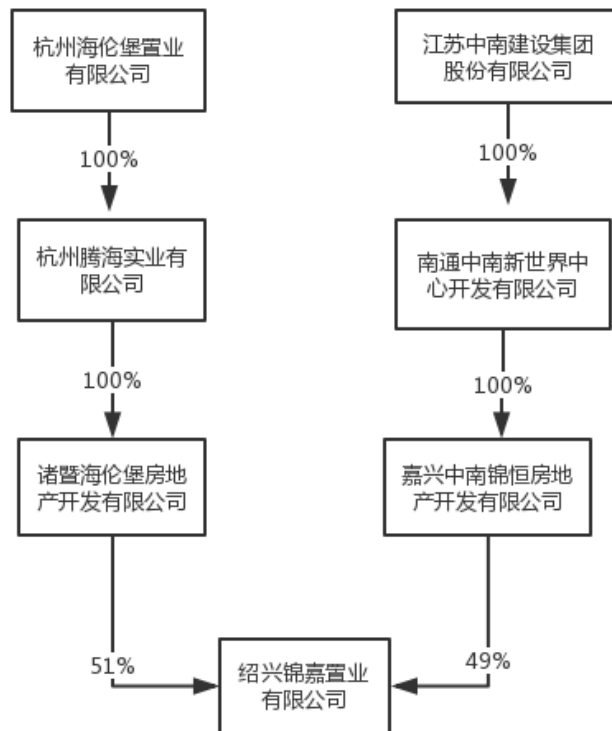 杭州海伦堡置业
有限公司
江苏中南建设集团
股份有限公司
100%
100%
杭州腾海实业有
限公司
南通中南新世界中
心开发有限公司
100%
100%
诸暨海伦堡房地
产开发有限公司
嘉兴中南锦恒房地
产开发有限公司
51%
49%
绍兴锦嘉置业
有限公司